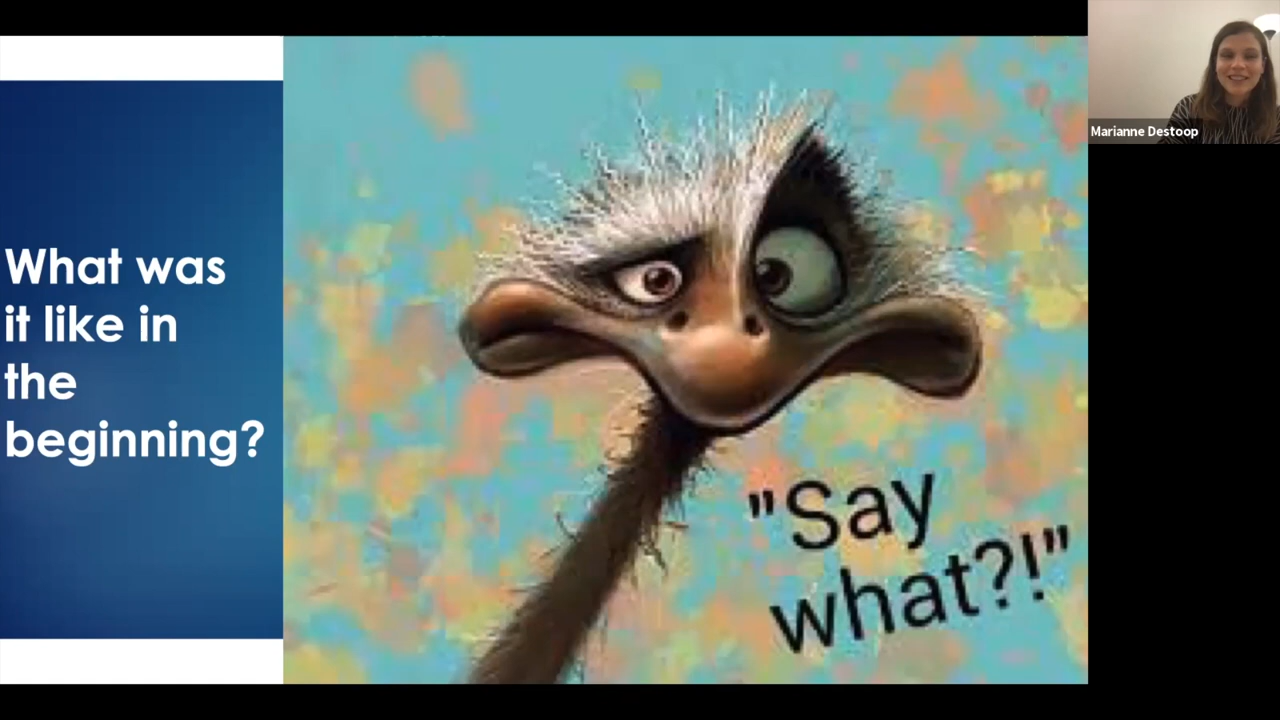 What was
it like in
the
beginning?
"Say
what?!"
Marianne Destoop